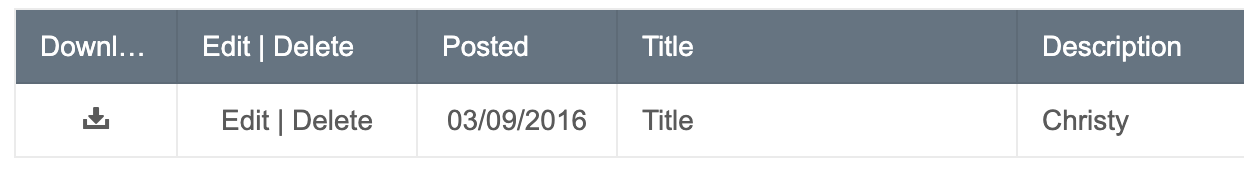 Downl… Edit | Delete Posted Title Description
Edit | Delete 03/09/2016 Title Christy